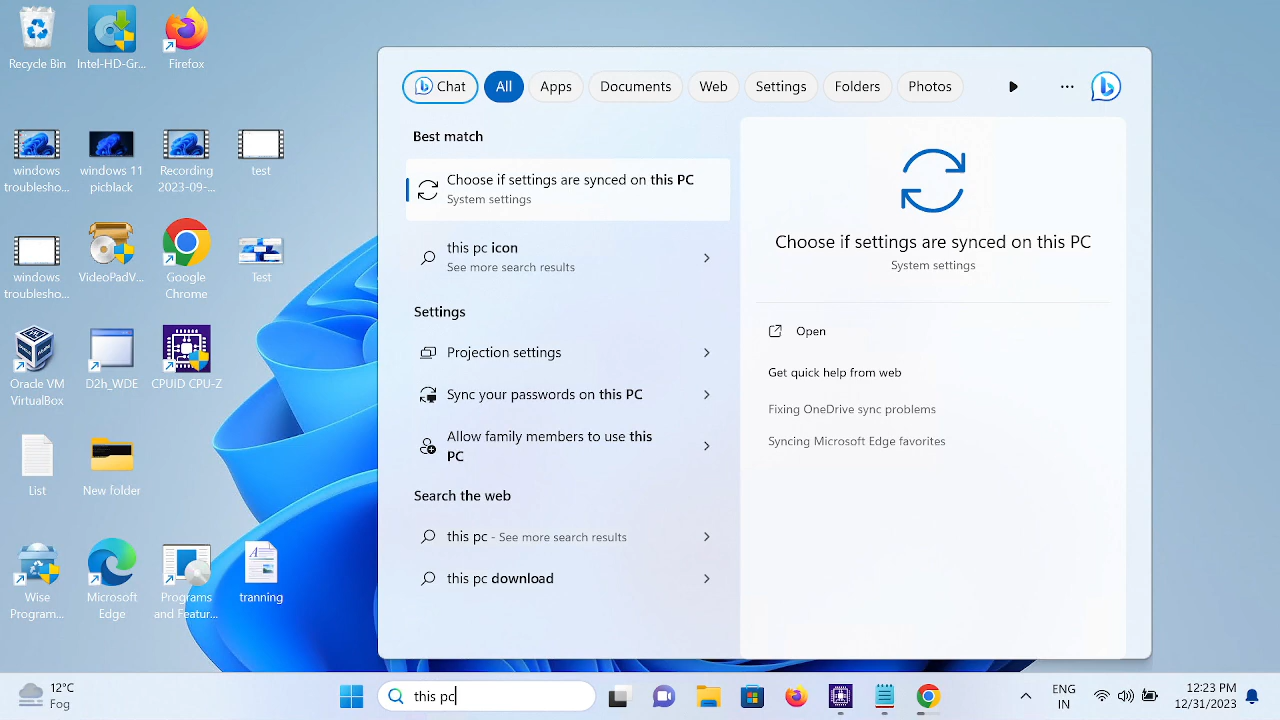 Recycle Bin
Intel-HD-Gr...
Firefox
windows
troublesho...
windows 11
picblack
Recording
2023-09-...
test
windows
troublesho...
VideoPadV...
Google
Chrome
Test
Oracle VM
VirtualBox
D2h_WDE
CPUID CPU-Z
List
New folder
Wise
Program...
Microsoft
Edge
Programs
and Featur...
tranning
Chat
All
Apps
Documents
Web
Settings
Folders
Photos
Best match
Choose if settings are synced on this PC
System settings
this pc icon
See more search results
Settings
Projection settings
Sync your passwords on this PC
Allow family members to use this
PC
Search the web
this pc - See more search results
this pc download
Choose if settings are synced on this PC
System settings
Open
Get quick help from web
Fixing OneDrive sync problems
Syncing Microsoft Edge favorites
12°C
Fog
this pc
ENG
IN
12:23 PM
12/31/2023